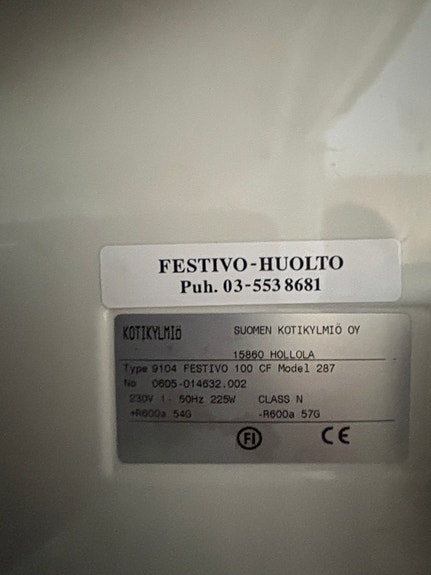 FESTIVO-HUOLTO
Puh. 03-553 8681
KOTIKYLMIÖ SUOMEN KOTIKYLMIÖ OY
15860 HOLLOLA
Type 9104 FESTIVO 100 CF Model 287
No 0605-014632.002
230V 1- 50Hz 225W CLASS N
+R600a 54G -R600a 57G
FI CE